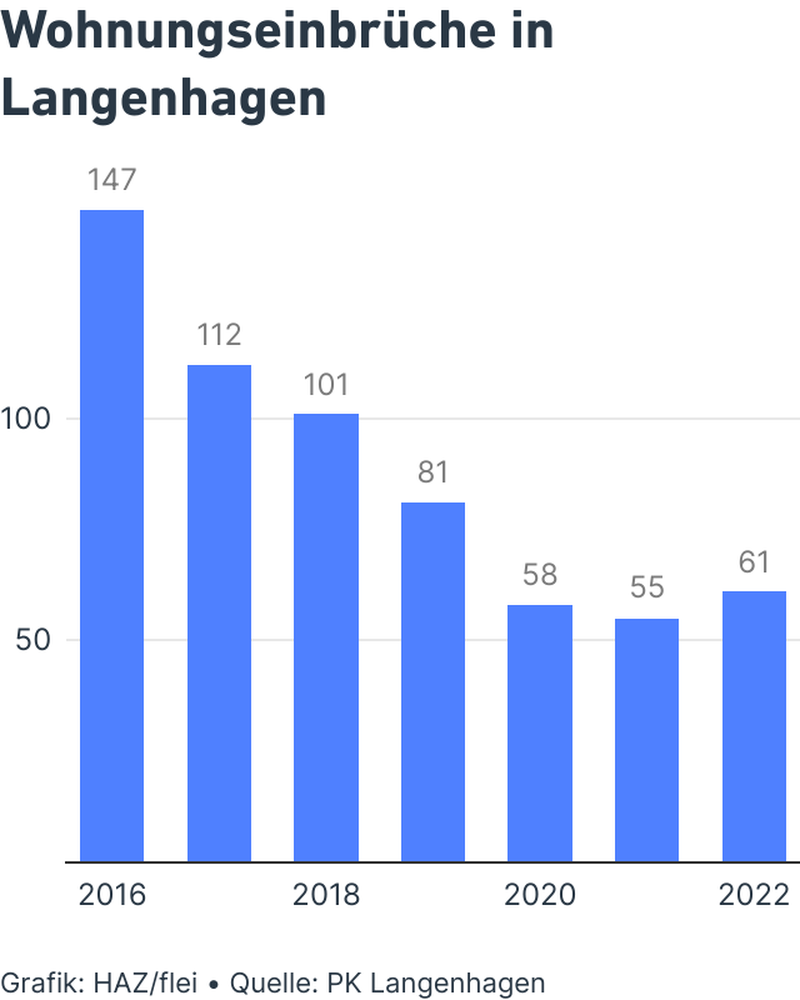 Wohnungseinbrüche in
Langenhagen
147
112
101
100
81
58
55
61
50
2016 2018 2020 2022
Grafik: HAZ/flei • Quelle: PK Langenhagen